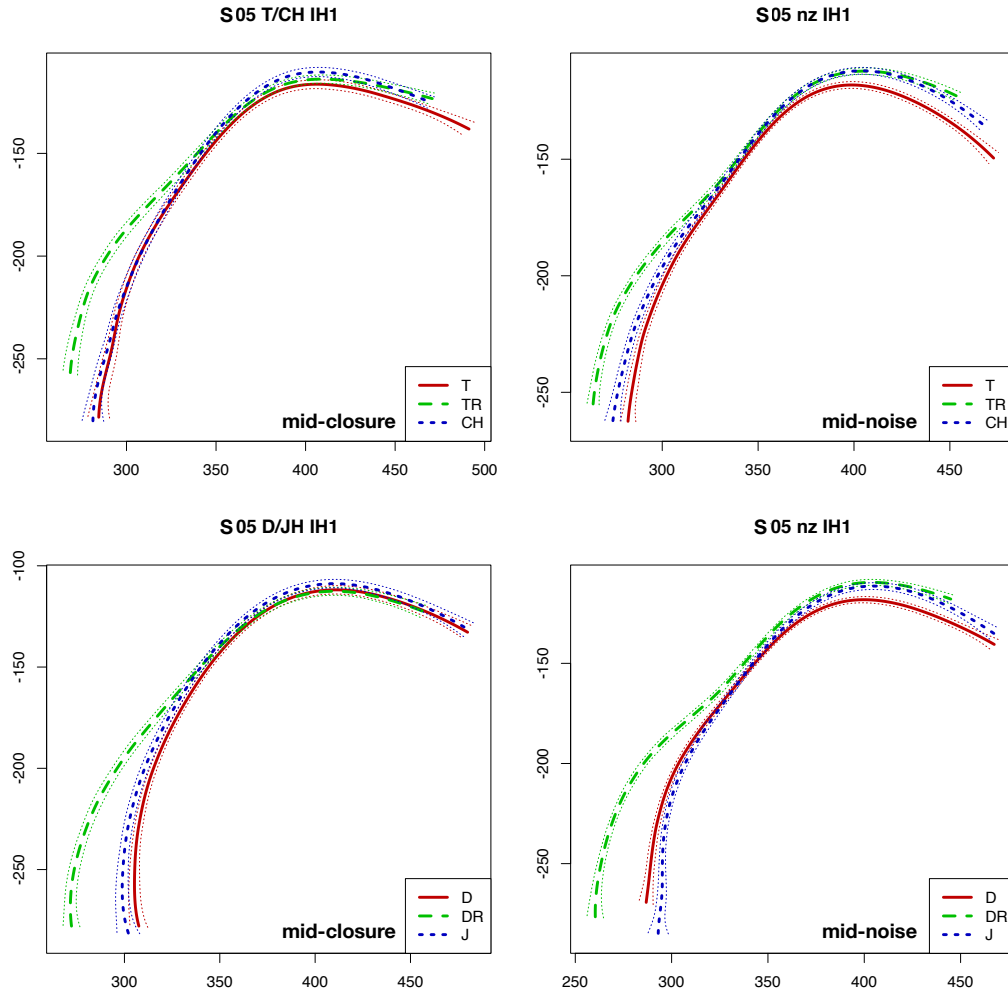 S 05 T/CH IH1
-150
-200
-250
300 350 400 450 500
T
TR
CH
mid-closure
S 05 nz IH1
-150
-200
-250
300 350 400 450
T
TR
CH
mid-noise
S 05 D/JH IH1
-100
-150
-200
-250
300 350 400 450
D
DR
J
mid-closure
S 05 nz IH1
-150
-200
-250
250 300 350 400 450
D
DR
J
mid-noise